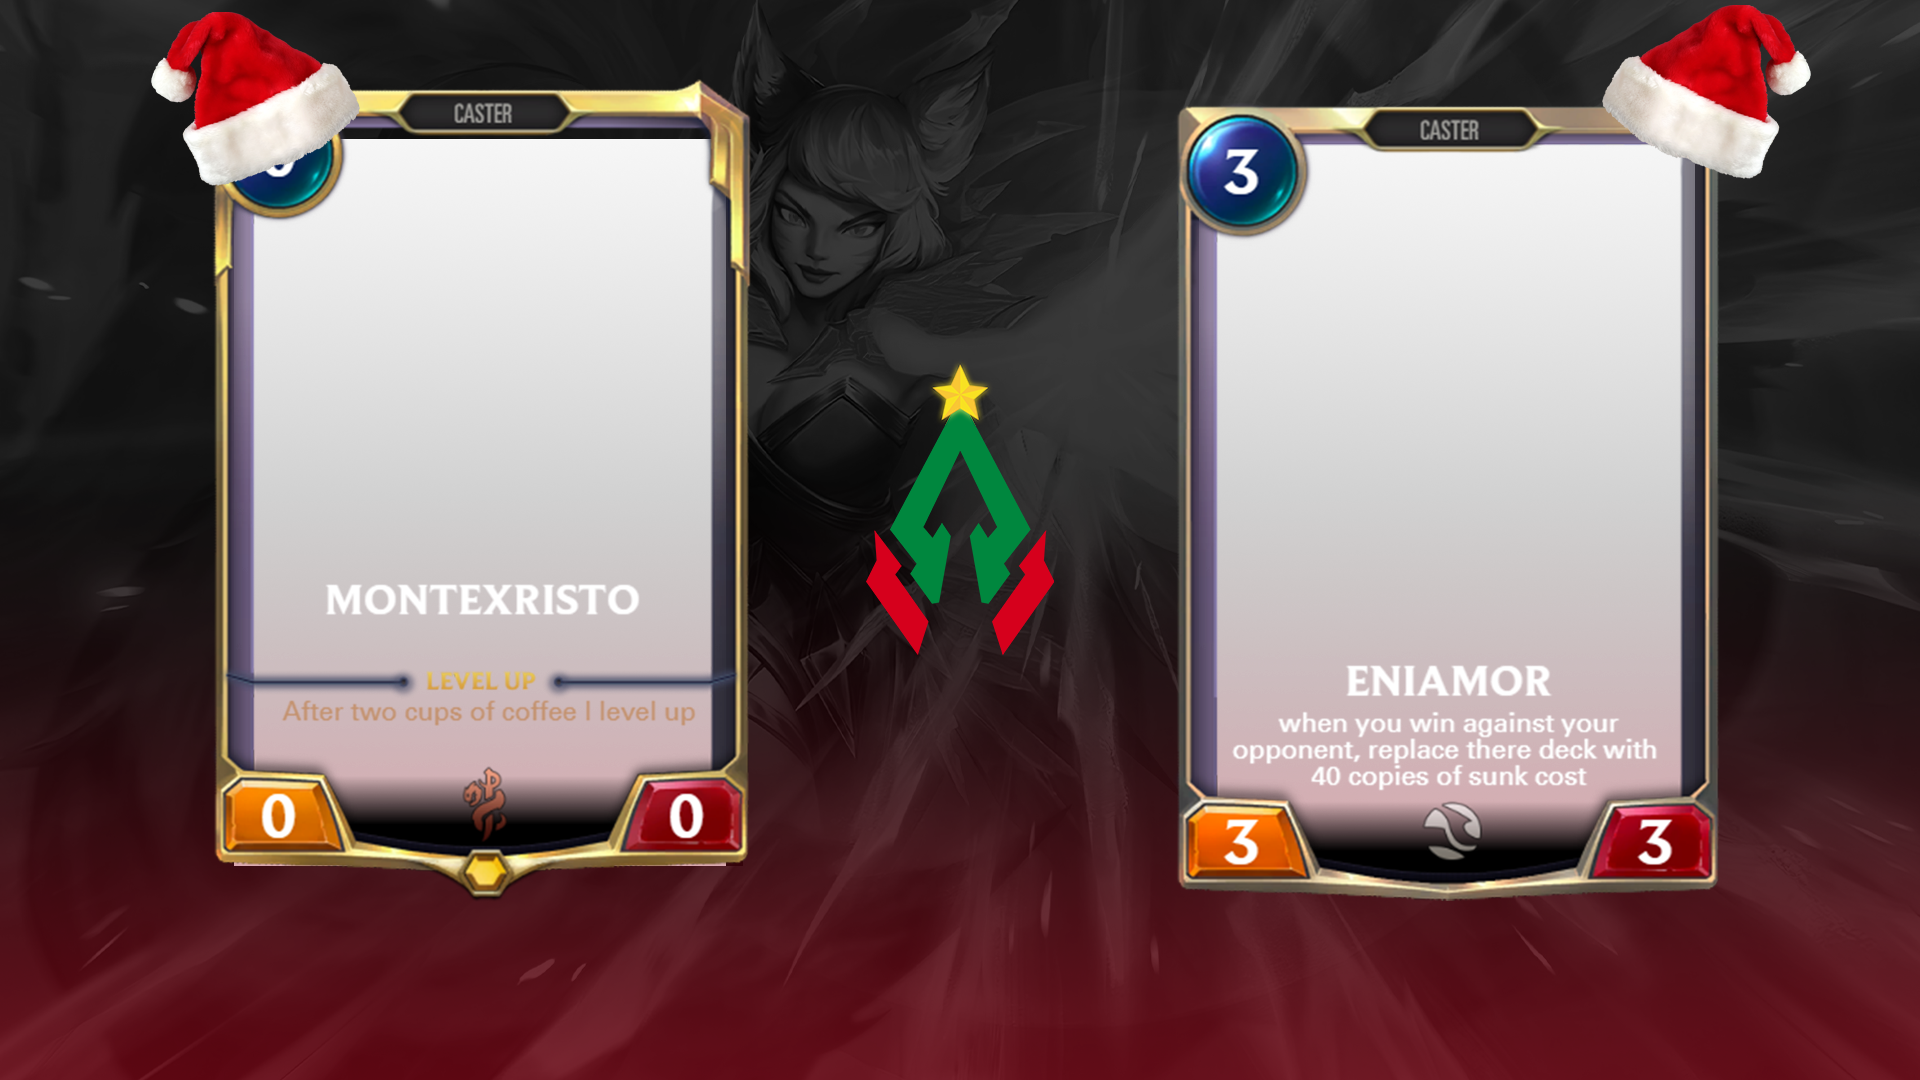 CASTER
MONTEXRISTO
LEVEL UP
After two cups of coffee I level up
0
0
CASTER
3
ENIAMOR
when you win against your
opponent, replace there deck with
40 copies of sunk cost
3
3